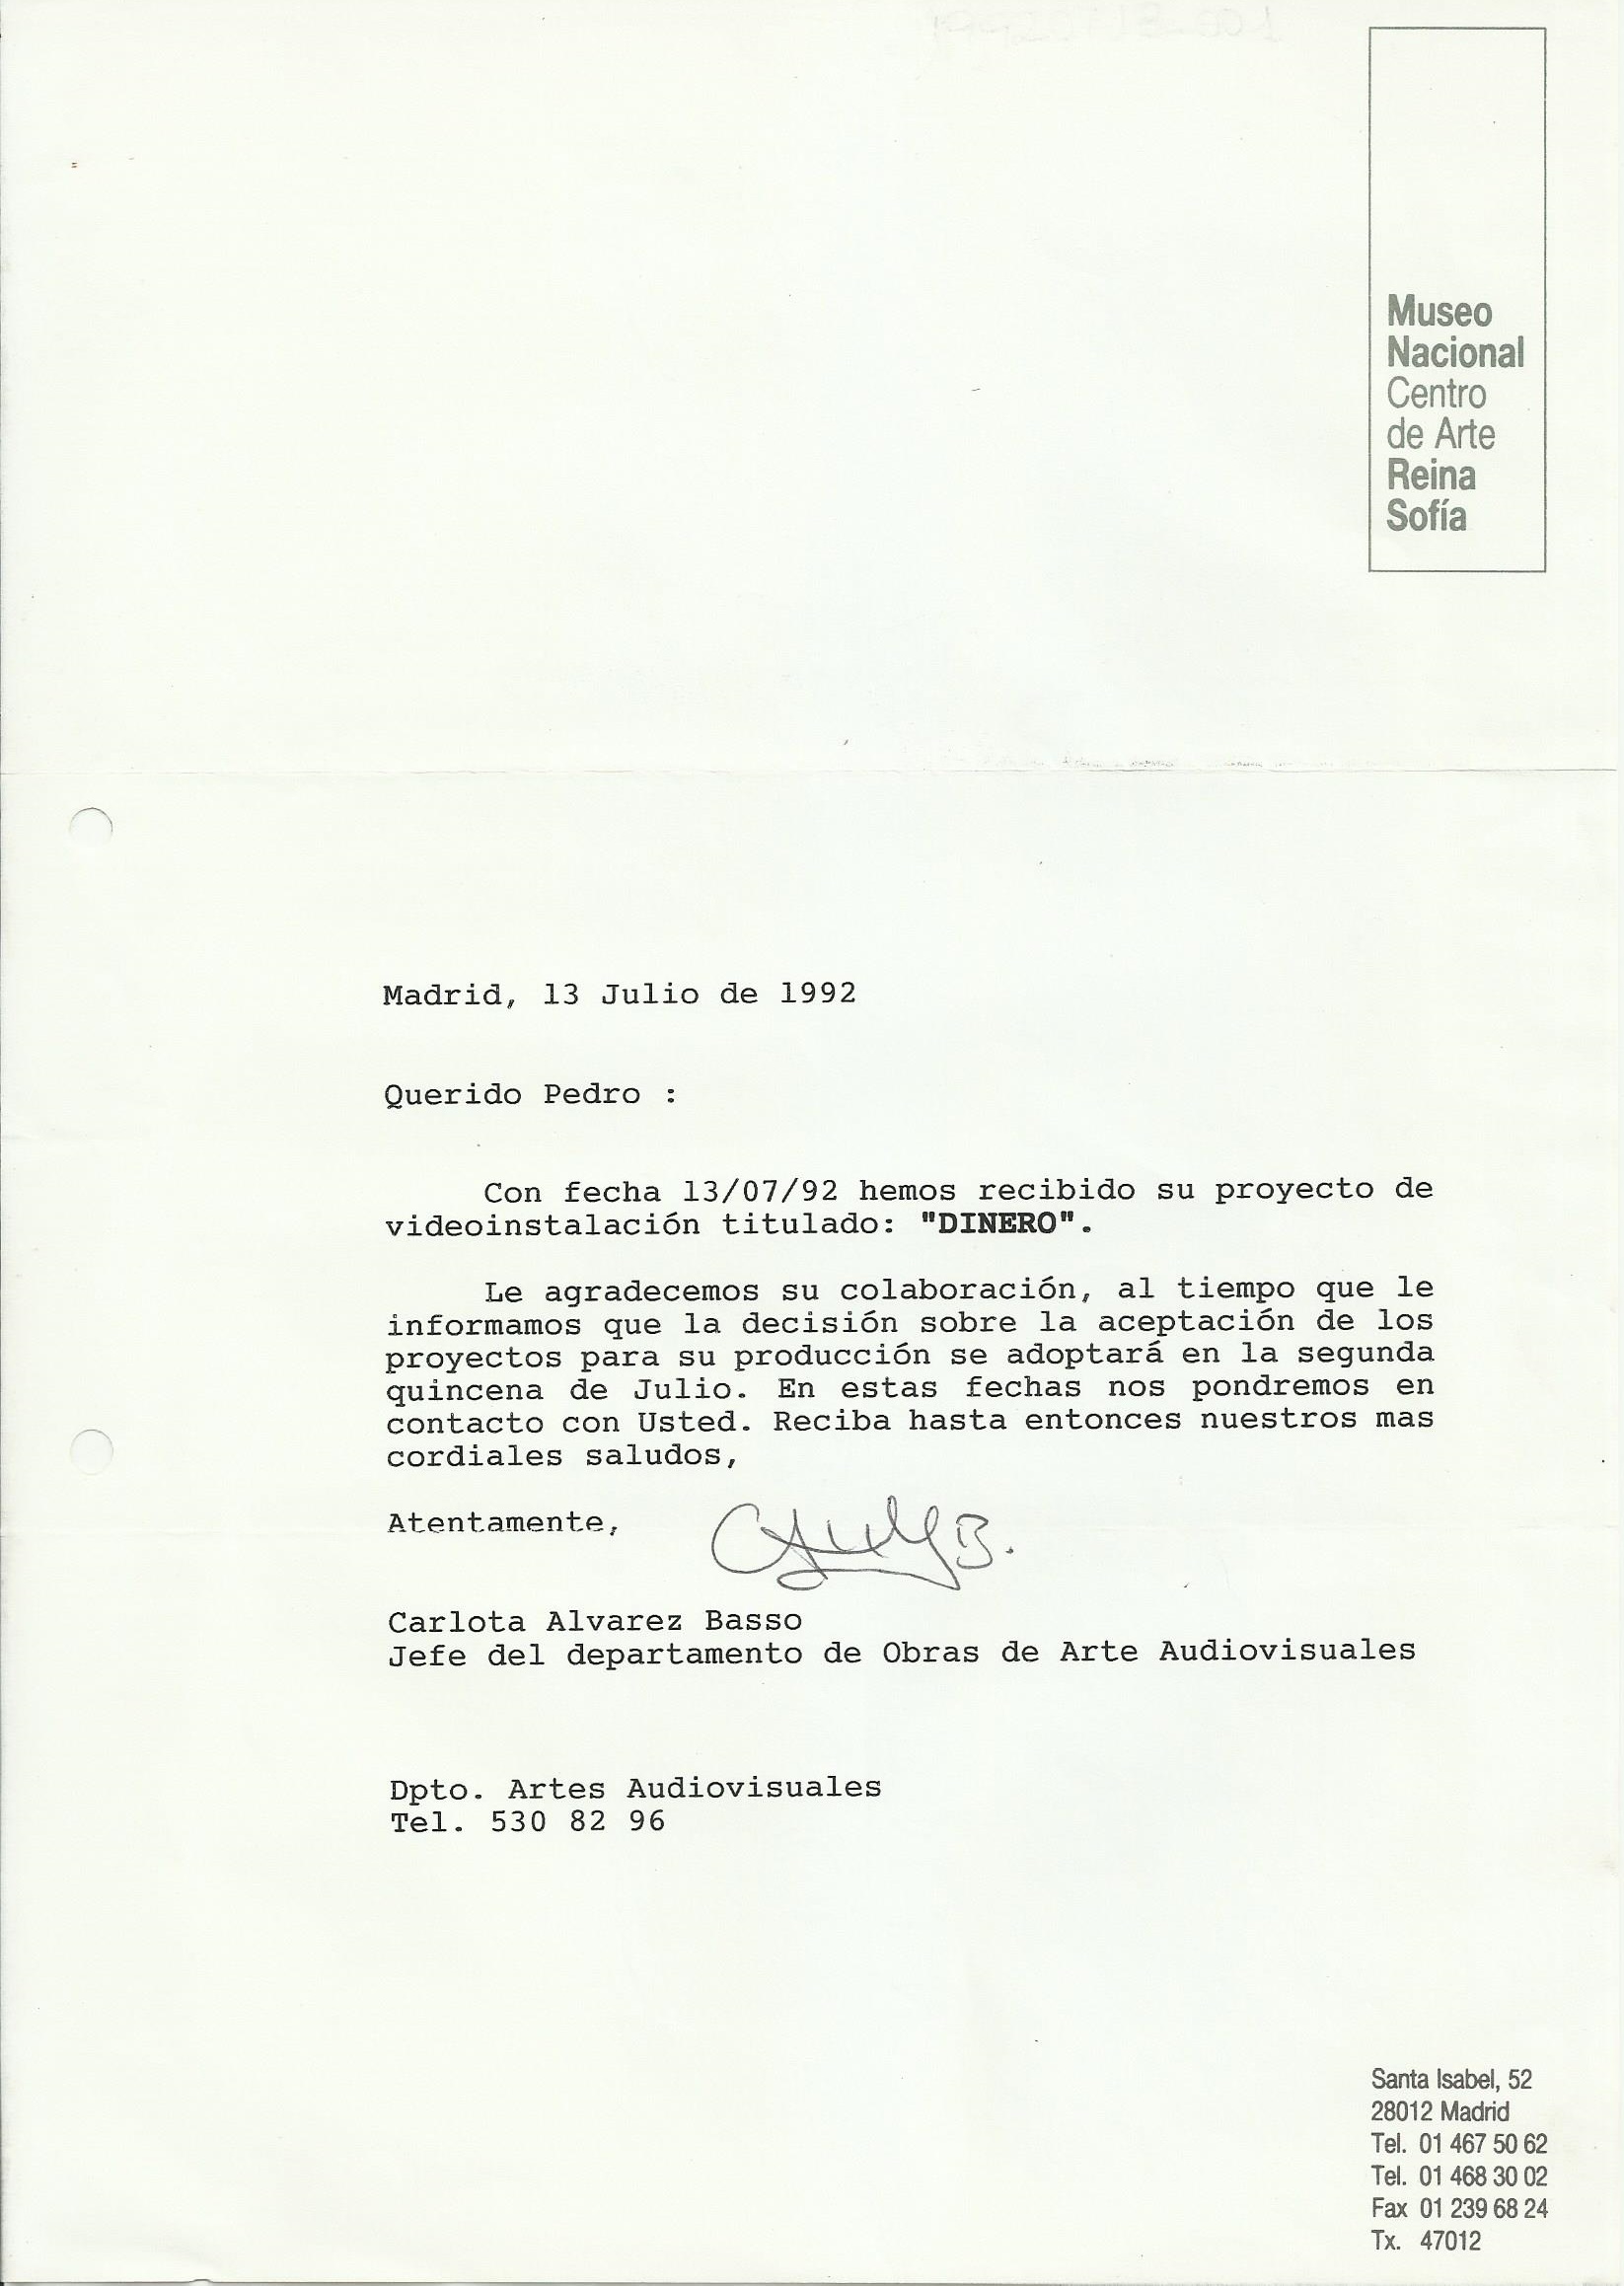 Museo
Nacional
Centro
de Arte
Reina
Sofía
Madrid, 13 Julio de 1992
Querido Pedro :
Con fecha 13/07/92 hemos recibido su proyecto de
videoinstalación titulado: "DINERO".
Le agradecemos su colaboración, al tiempo que le
informamos que la decisión sobre la aceptación de los
proyectos para su producción se adoptará en la segunda
quincena de Julio. En estas fechas nos pondremos en
contacto con Usted. Reciba hasta entonces nuestros mas
cordiales saludos,
Atentamente,
Carlota Alvarez Basso
Jefe del departamento de Obras de Arte Audiovisuales
Dpto. Artes Audiovisuales
Tel. 530 82 96
Santa Isabel, 52
28012 Madrid
Tel. 01 467 50 62
Tel. 01 468 30 02
Fax 01 239 68 24
Tx. 47012